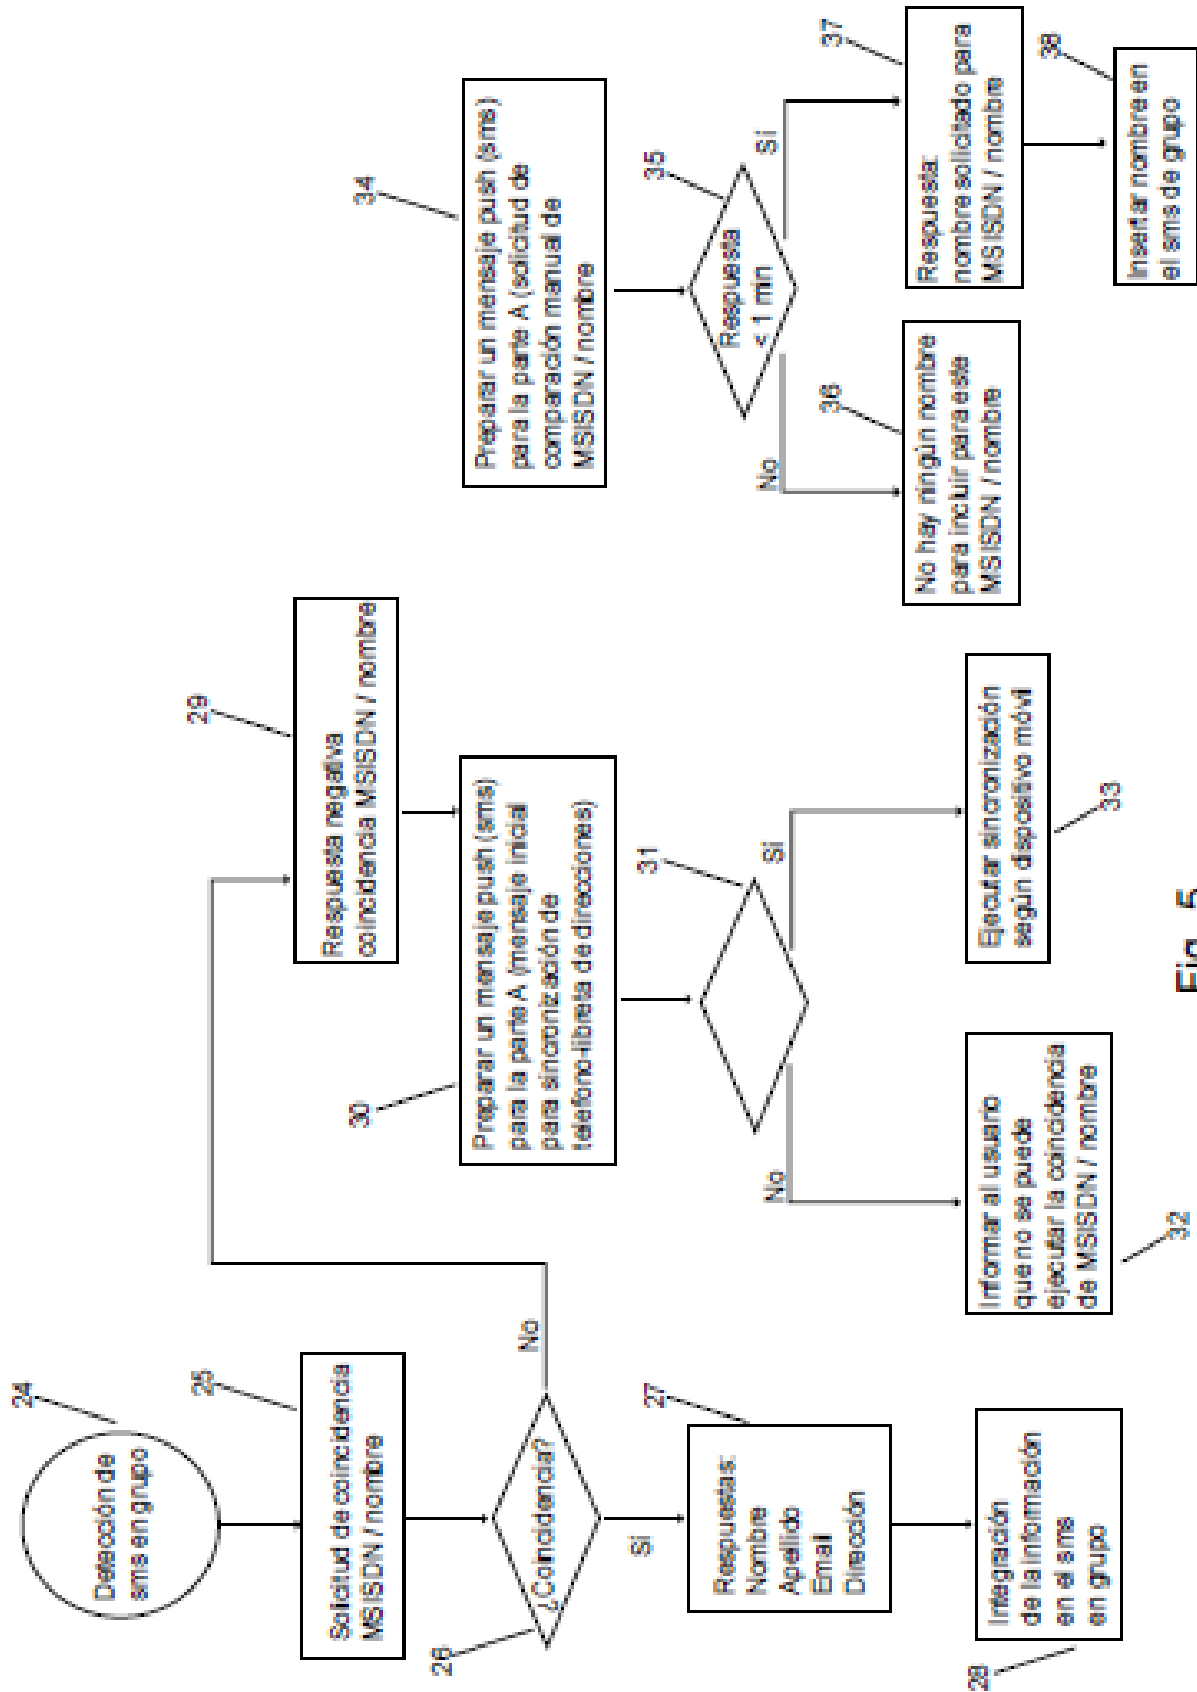 24
Detección de
sms en grupo
25
Solicitud de coincidencia
MSISDN / nombre
26
¿Coincidencia?
No
Sí
27
Respuestas:
Nombre
Apellido
Email
Dirección
28
Integración
de la información
en el sms
en grupo
29
Respuesta negativa
coincidencia MSISDN / nombre
30
Preparar un mensaje push (sms)
para la parte A (mensaje inicial
para sincronización de
teléfono-libreta de direcciones)
31
No
Sí
Informar al usuario
que no se puede
ejecutar la coincidencia
de MSISDN / nombre
32
Ejecutar sincronización
según dispositivo móvil
33
34
Preparar un mensaje push (sms)
para la parte A (solicitud de
comparación manual de
MSISDN / nombre
35
Respuesta
< 1 min
No
Sí
36
No hay ningún nombre
para incluir para este
MSISDN / nombre
37
Respuesta:
nombre solicitado para
MSISDN / nombre
38
Insertar nombre en
el sms de grupo
Fig. 5